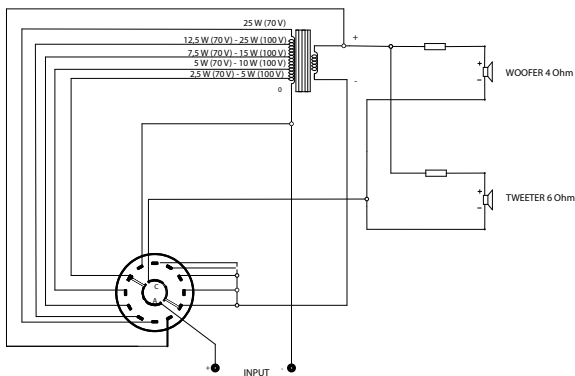 25 W (70 V)
12,5 W (70 V) - 25 W (100 V)
7,5 W (70 V) - 15 W (100 V)
5 W (70 V) - 10 W (100 V)
2,5 W (70 V) - 5 W (100 V)
0
+
-
+
-
WOOFER 4 Ohm
+
-
TWEETER 6 Ohm
C
A
+
-
INPUT